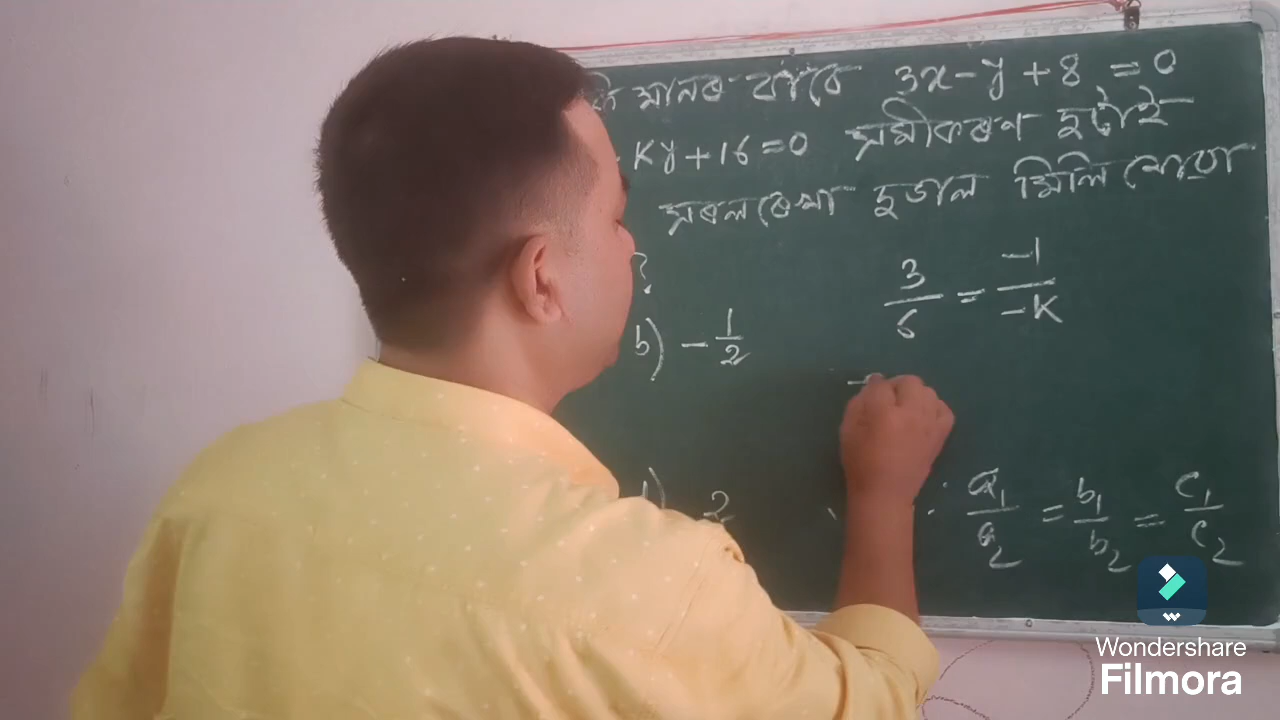 কি মানৰ বাবে 3x-y+8=0
Ky+16=0 সমীকৰণ দুটাই
সৰলৰেখা দুডাল মিলি যোৱা
?
3/6 = -1/-K
b) -1/2
d) 2
∵ a₁/a₂ = b₁/b₂ = c₁/c₂
Wondershare
Filmora